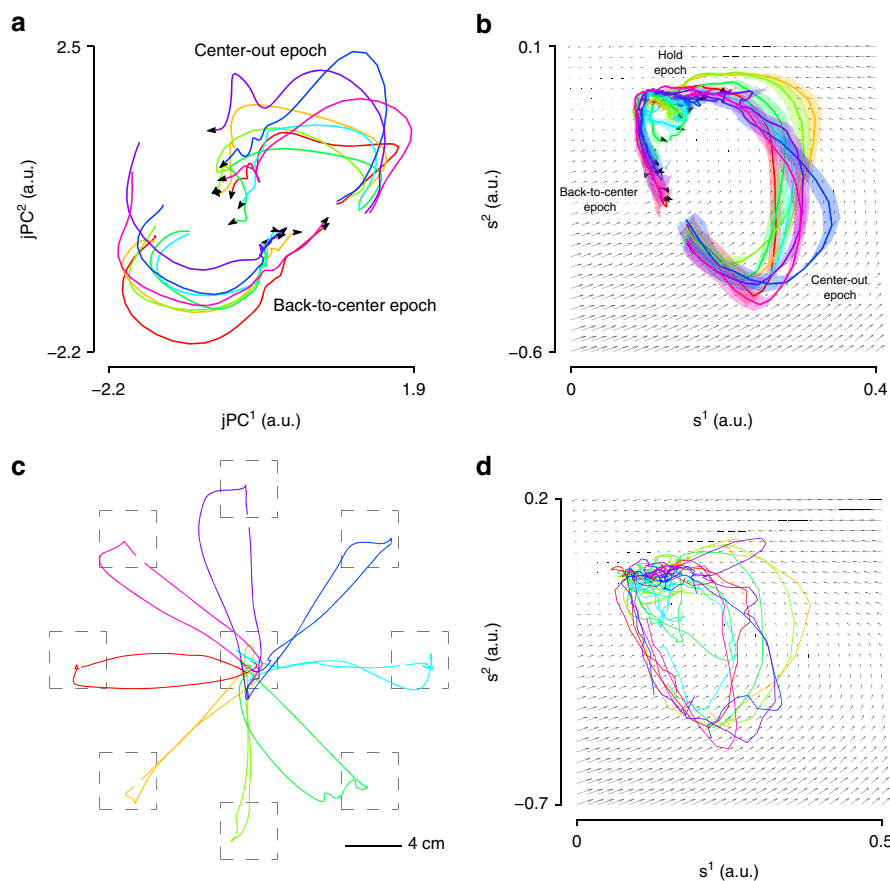 a
2.5
Center-out epoch
jPC² (a.u.)
Back-to-center epoch
−2.2
−2.2
1.9
jPC¹ (a.u.)
b
0.1
Hold
epoch
s² (a.u.)
Back-to-center
epoch
Center-out
epoch
−0.6
0
0.4
s¹ (a.u.)
c
4 cm
d
0.2
s² (a.u.)
−0.7
0
0.5
s¹ (a.u.)